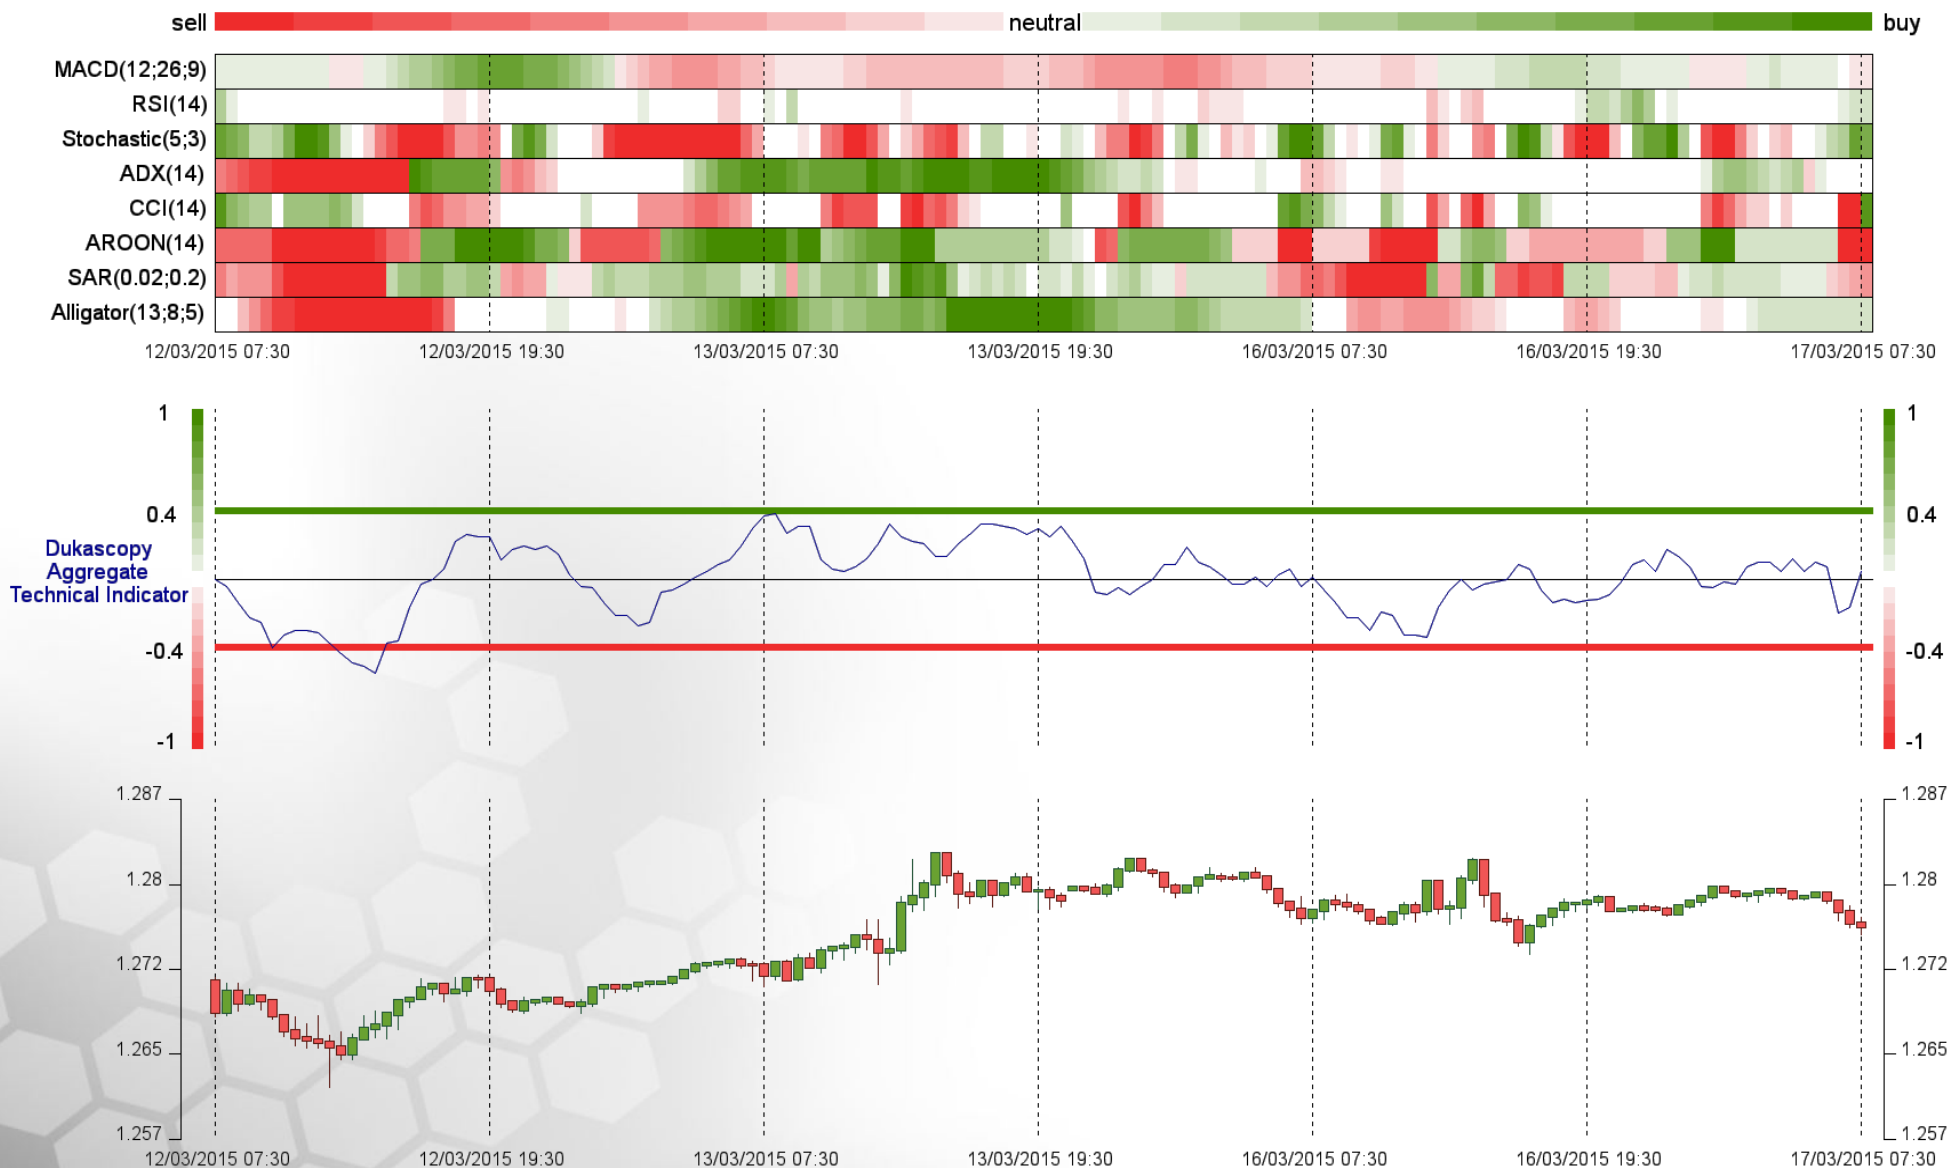 sell neutral buy
MACD(12;26;9)
RSI(14)
Stochastic(5;3)
ADX(14)
CCI(14)
AROON(14)
SAR(0.02;0.2)
Alligator(13;8;5)
12/03/2015 07:30 12/03/2015 19:30 13/03/2015 07:30 13/03/2015 19:30 16/03/2015 07:30 16/03/2015 19:30 17/03/2015 07:30
1 1
0.4 0.4
Dukascopy
Aggregate
Technical Indicator
-0.4 -0.4
-1 -1
1.287 1.287
1.28 1.28
1.272 1.272
1.265 1.265
1.257 1.257
12/03/2015 07:30 12/03/2015 19:30 13/03/2015 07:30 13/03/2015 19:30 16/03/2015 07:30 16/03/2015 19:30 17/03/2015 07:30